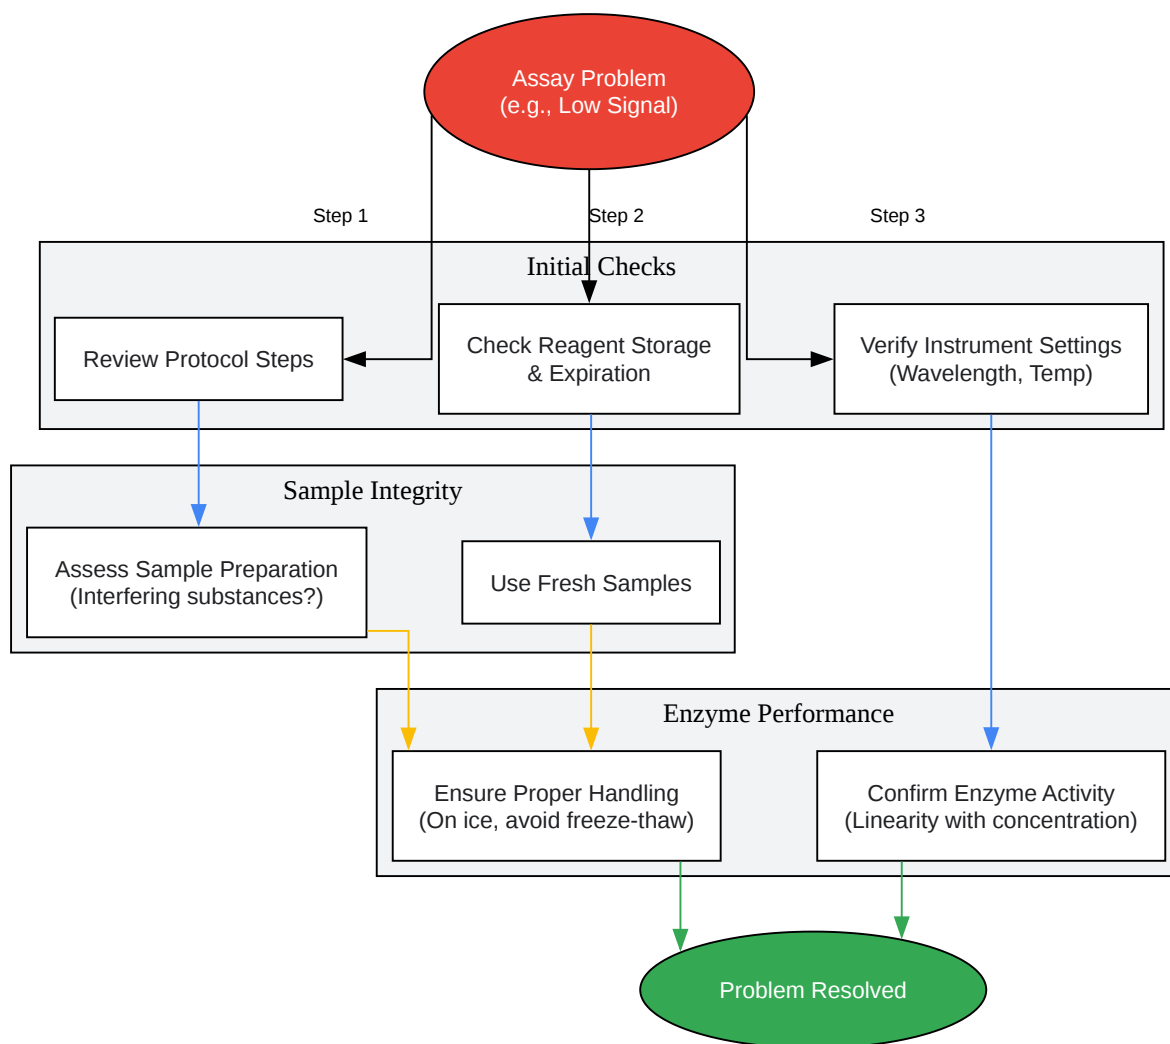 Assay Problem
(e.g., Low Signal)
Step 1
Step 2
Step 3
Initial Checks
Review Protocol Steps
Check Reagent Storage
& Expiration
Verify Instrument Settings
(Wavelength, Temp)
Sample Integrity
Assess Sample Preparation
(Interfering substances?)
Use Fresh Samples
Enzyme Performance
Ensure Proper Handling
(On ice, avoid freeze-thaw)
Confirm Enzyme Activity
(Linearity with concentration)
Problem Resolved